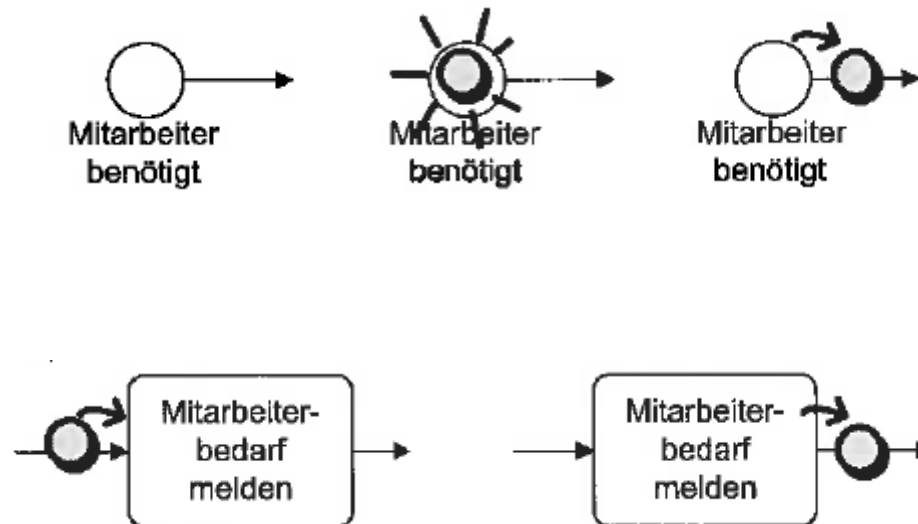 Mitarbeiter
benötigt
Mitarbeiter
benötigt
Mitarbeiter
benötigt
Mitarbeiter-
bedarf
melden
Mitarbeiter-
bedarf
melden